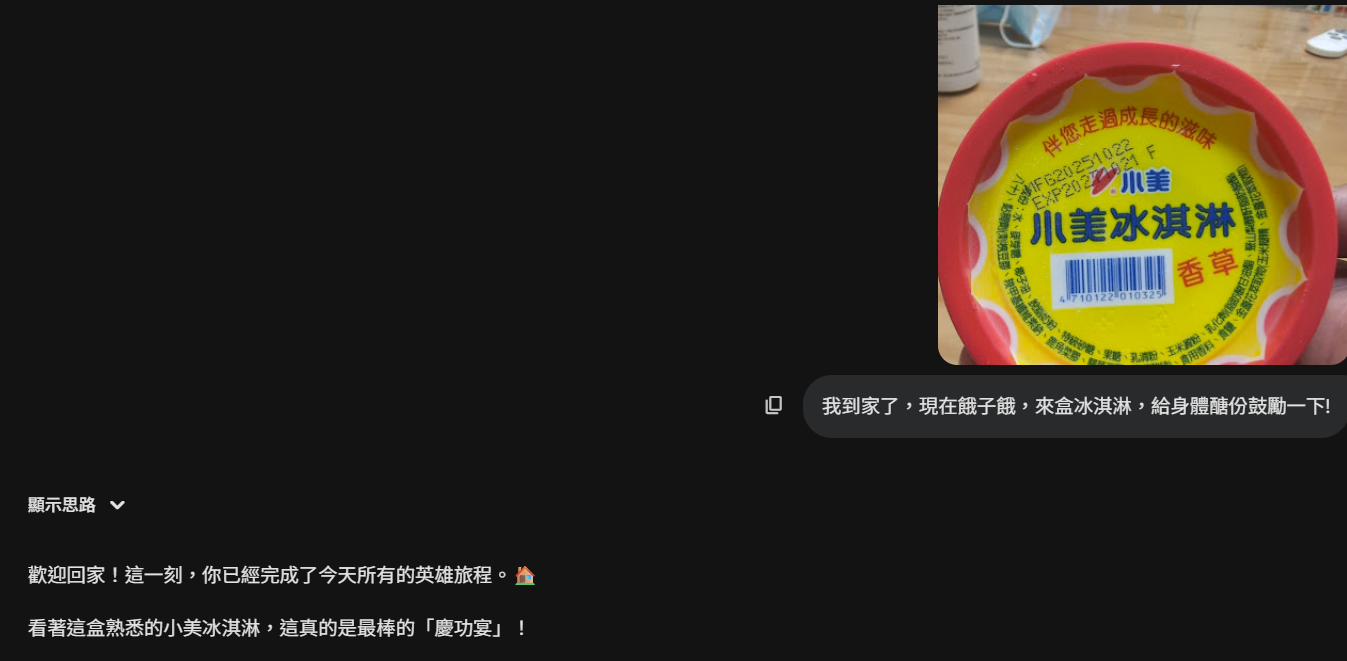 伴您走過成長的滋味
MFG20251022
F
小美
小美冰淇淋
香草
4 710122 010325
我到家了，現在餓子餓，來盒冰淇淋，給身體醣份鼓勵一下!
顯示思路
歡迎回家！這一刻，你已經完成了今天所有的英雄旅程。
看著這盒熟悉的小美冰淇淋，這真的是最棒的「慶功宴」！